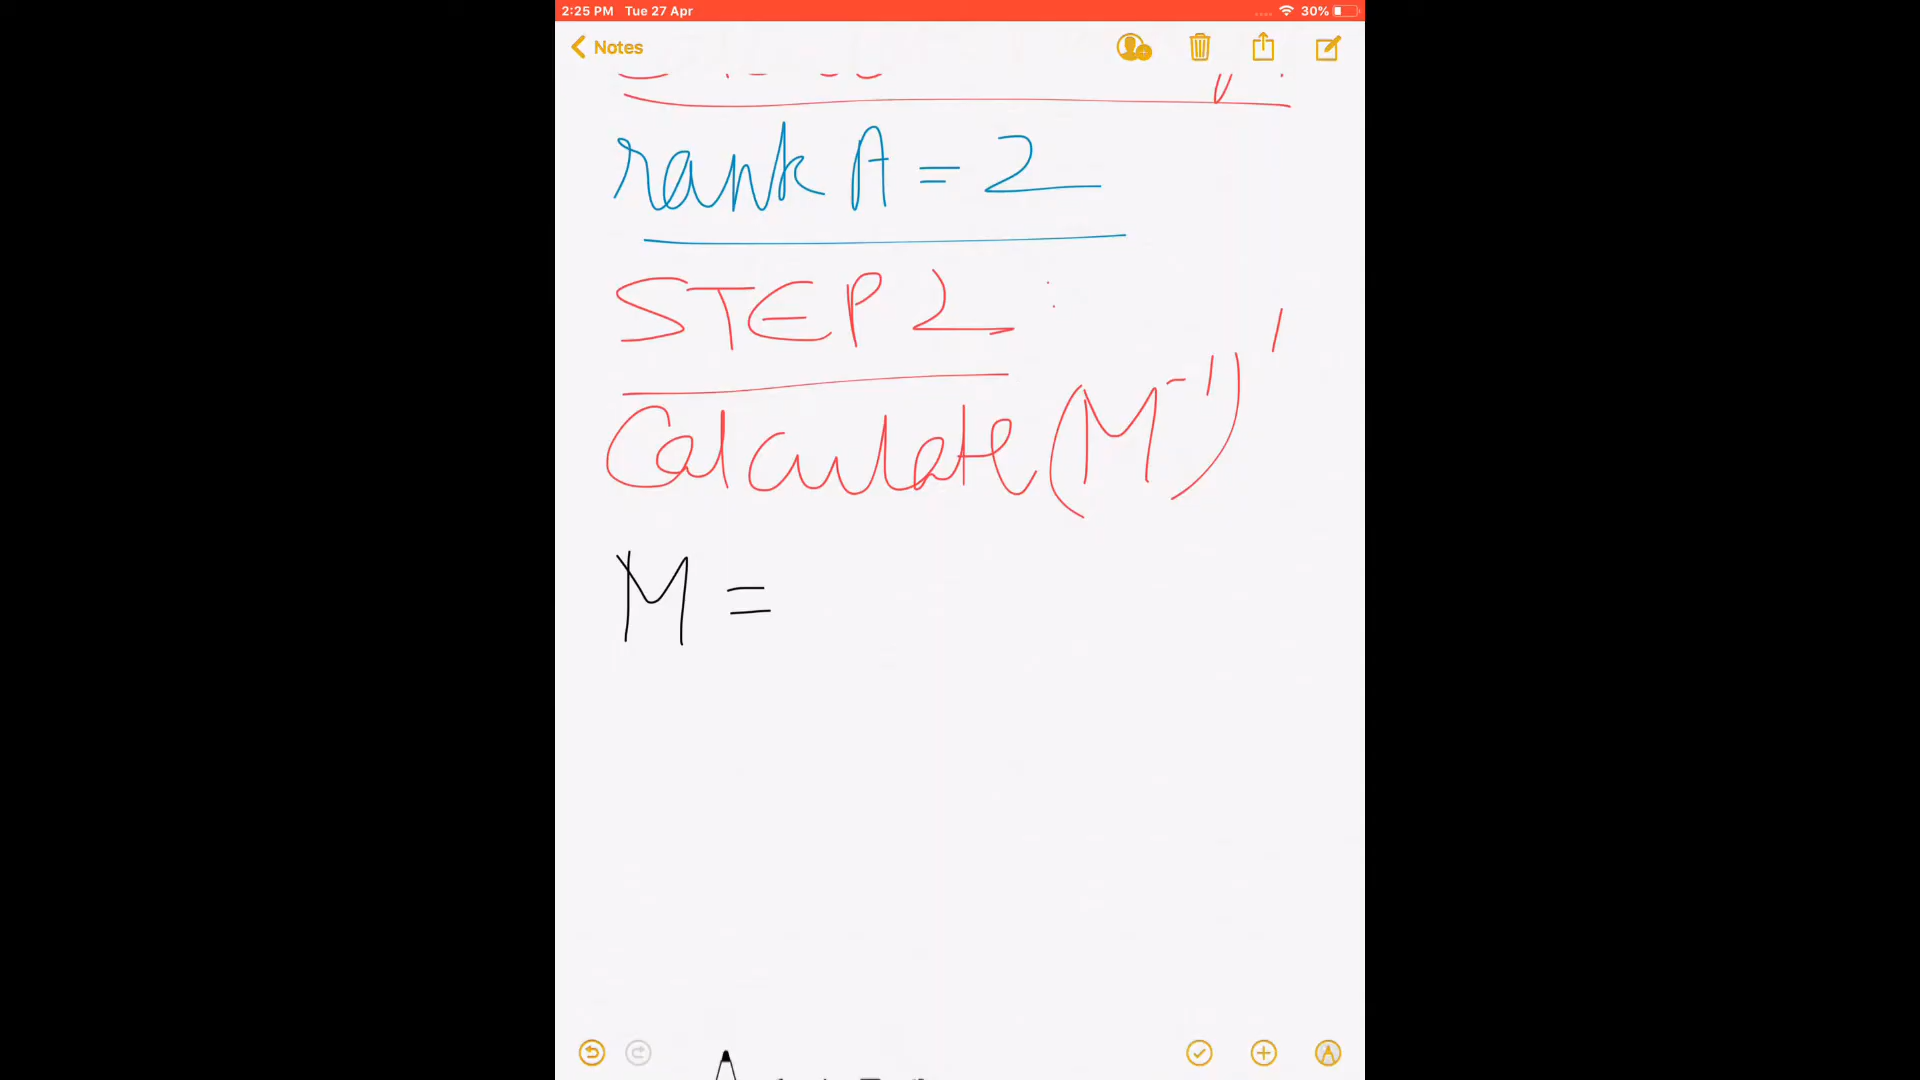 2:25 PM Tue 27 Apr 30%
Notes
rank A = 2
STEP 2 :
Calculate (M⁻¹)'
M =